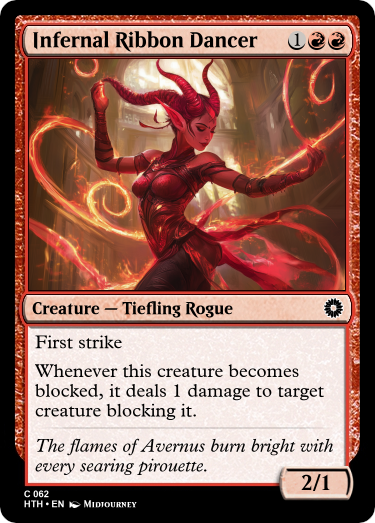 Infernal Ribbon Dancer 1
Creature — Tiefling Rogue
First strike
Whenever this creature becomes
blocked, it deals 1 damage to target
creature blocking it.
The flames of Avernus burn bright with
every searing pirouette.
2/1
C 062
HTH • EN Midjourney